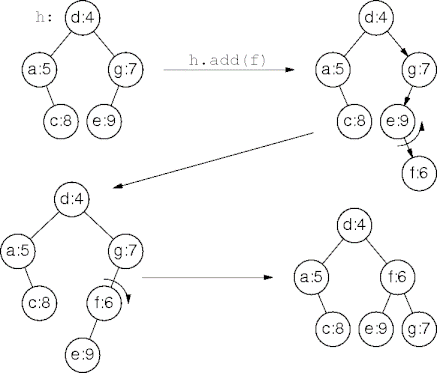 h: d:4
a:5 g:7
c:8 e:9
h.add(f)
d:4
a:5 g:7
c:8 e:9
f:6
d:4
a:5 g:7
c:8 f:6
e:9
d:4
a:5 f:6
c:8 e:9 g:7